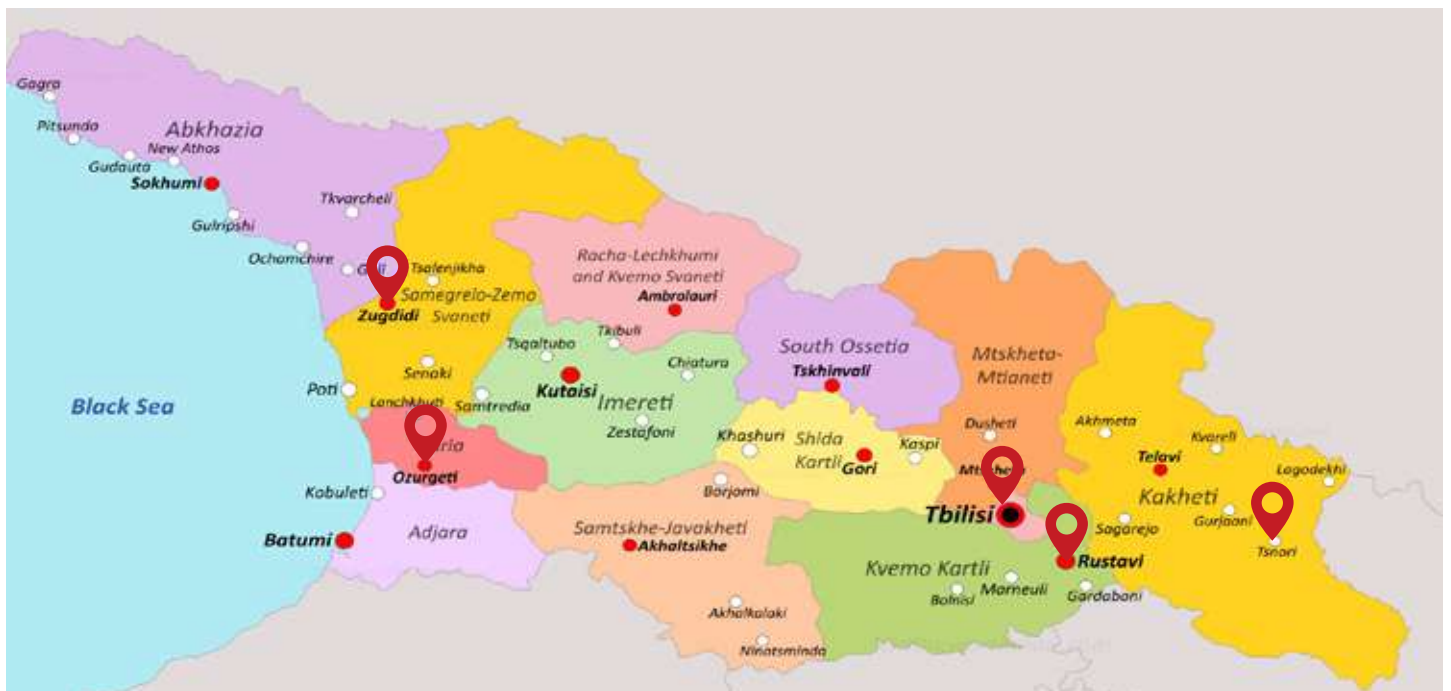 Gagra
Pitsunda
Abkhazia
New Athos
Gudauta
Sokhumi
Tkvarcheli
Gulripshi
Ochamchire
Tsalenjikha
Racha-Lechkhumi
and Kvemo Svaneti
Samegrelo-Zemo
Svaneti
Zugdidi
Ambrolauri
Tkibuli
Tsqaltubo
South Ossetia
Mtskheta-
Mtianeti
Senaki
Chiatura
Tskhinvali
Poti
Kutaisi
Black Sea
Lanchkhuti
Samtredia
Imereti
Zestafoni
Khashuri
Shida
Kartli
Kaspi
Dusheti
Akhmeta
Kvareli
Gori
Telavi
Lagodekhi
Ozurgeti
Kobuleti
Borjomi
Kakheti
Tbilisi
Sagarejo
Gurjaani
Batumi
Adjara
Samtskhe-Javakheti
Akhaltsikhe
Tsnori
Kvemo Kartli
Rustavi
Marneuli
Bolnisi
Gardabani
Akhalkalaki
Ninotsminda